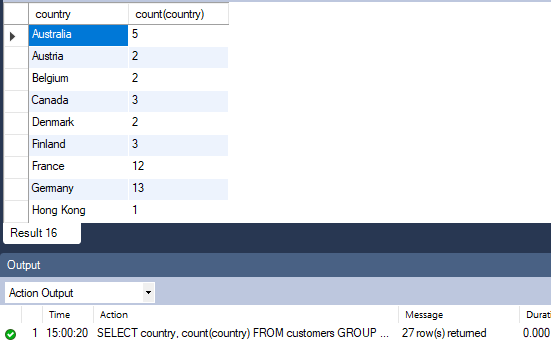 country count(country)
Australia 5
Austria 2
Belgium 2
Canada 3
Denmark 2
Finland 3
France 12
Germany 13
Hong Kong 1
Result 16
Output
Action Output
Time Action Message Durati
1 15:00:20 SELECT country, count(country) FROM customers GROUP ... 27 row(s) returned 0.000